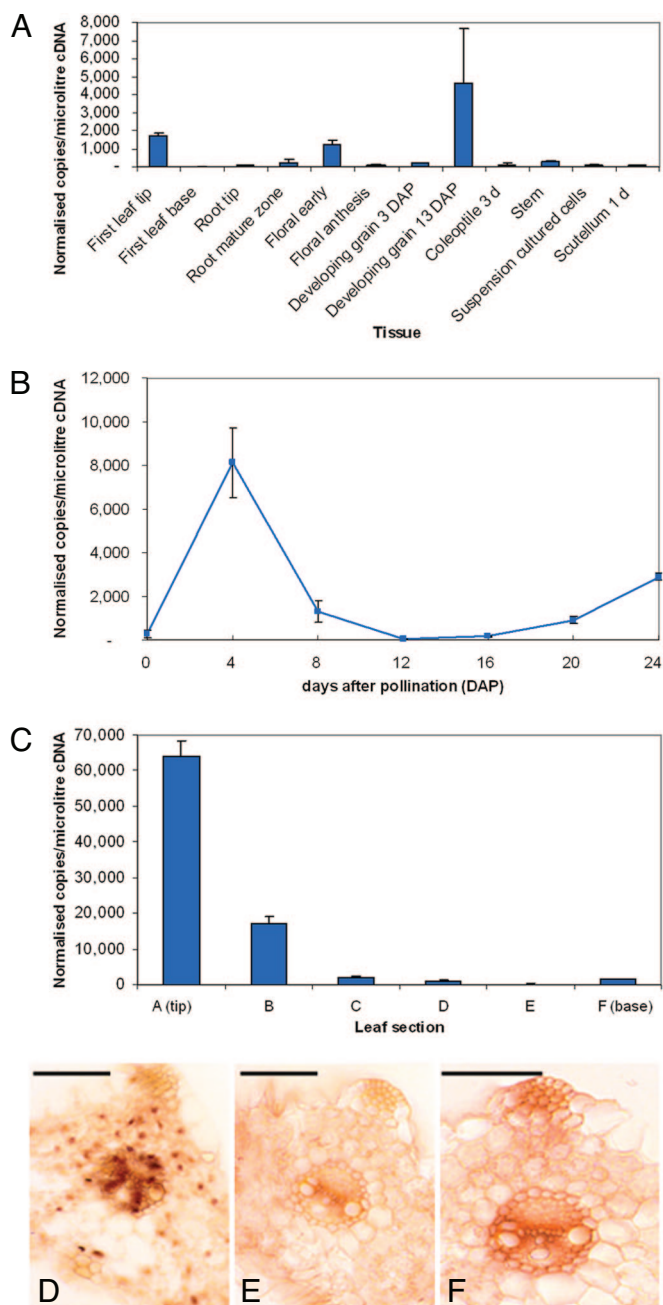 A
Normalised copies/microlitre cDNA
8,000
7,000
6,000
5,000
4,000
3,000
2,000
1,000
-
First leaf tip
First leaf base
Root tip
Root mature zone
Floral early
Floral anthesis
Developing grain 3 DAP
Developing grain 13 DAP
Coleoptile 3 d
Stem
Suspension cultured cells
Scutellum 1 d
Tissue
B
Normalised copies/microlitre cDNA
12,000
10,000
8,000
6,000
4,000
2,000
-
0 4 8 12 16 20 24
days after pollination (DAP)
C
Normalised copies/microlitre cDNA
70,000
60,000
50,000
40,000
30,000
20,000
10,000
0
A (tip) B C D E F (base)
Leaf section
D E F